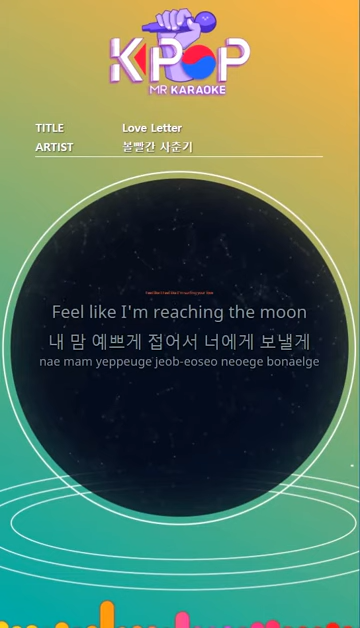 KPOP
MR KARAOKE
TITLE Love Letter
ARTIST 볼빨간 사춘기
Feel like I'm reaching the moon
내 맘 예쁘게 접어서 너에게 보낼게
nae mam yeppeuge jeob-eoseo neoege bonaelge